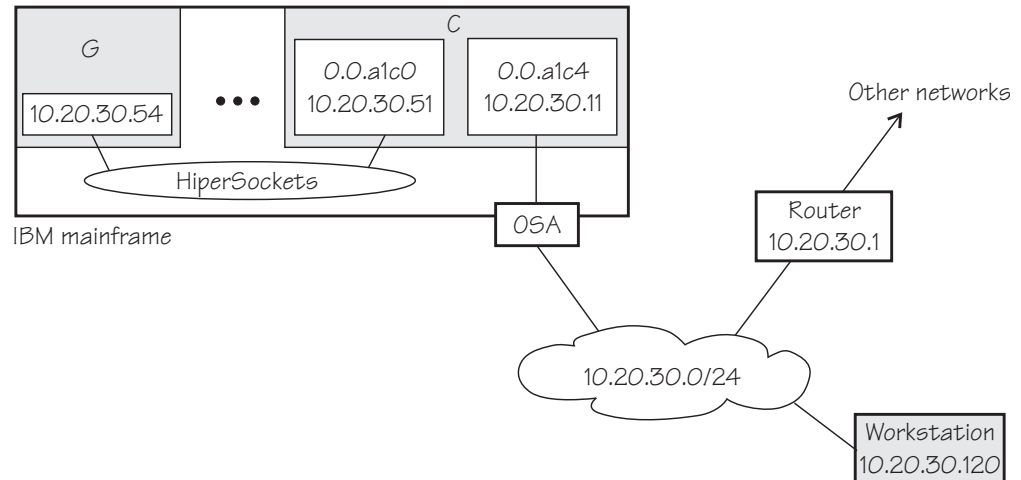 G
C
0.0.a1c0
10.20.30.51
0.0.a1c4
10.20.30.11
10.20.30.54
HiperSockets
IBM mainframe
OSA
Other networks
Router
10.20.30.1
10.20.30.0/24
Workstation
10.20.30.120